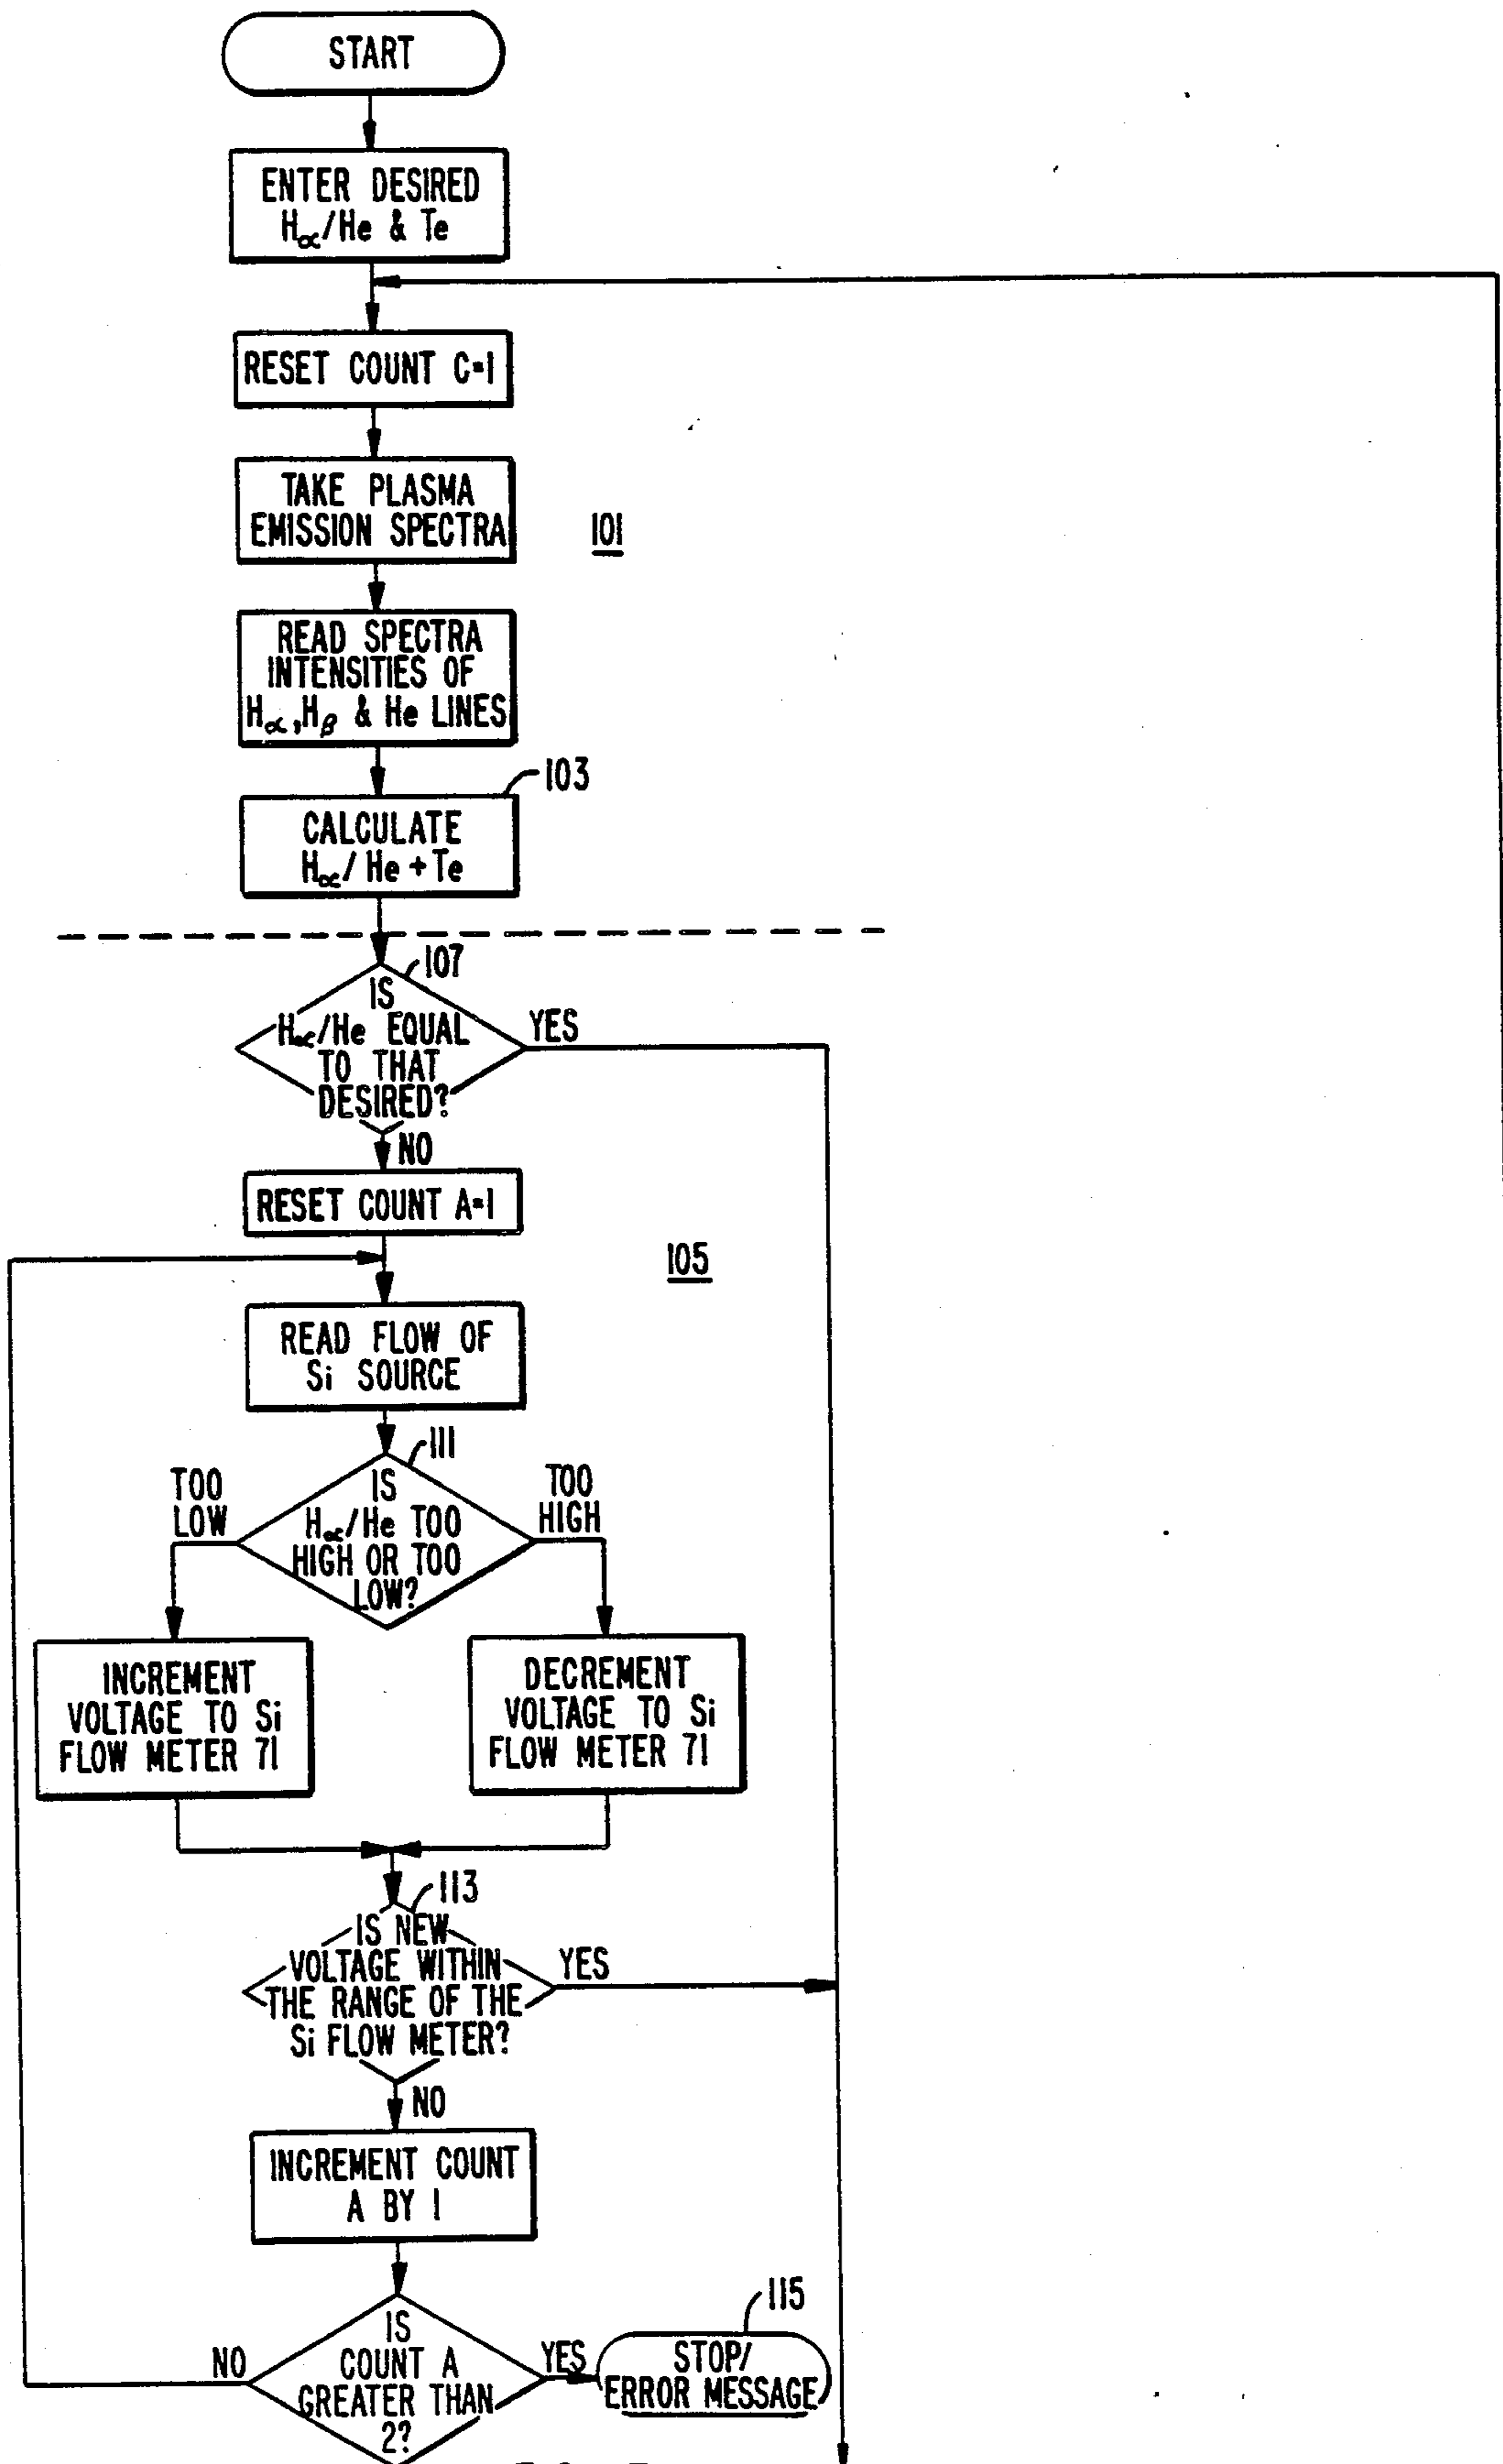 START
ENTER DESIRED
H∝/He & Te
RESET COUNT C=1
TAKE PLASMA
EMISSION SPECTRA
101
READ SPECTRA
INTENSITIES OF
H∝,Hβ & He LINES
103
CALCULATE
H∝/He + Te
107
IS
H∝/He EQUAL
TO THAT
DESIRED?
YES
NO
RESET COUNT A=1
105
READ FLOW OF
Si SOURCE
111
TOO
LOW
IS
H∝/He TOO
HIGH OR TOO
LOW?
TOO
HIGH
INCREMENT
VOLTAGE TO Si
FLOW METER 71
DECREMENT
VOLTAGE TO Si
FLOW METER 71
113
IS NEW
VOLTAGE WITHIN
THE RANGE OF THE
Si FLOW METER?
YES
NO
INCREMENT COUNT
A BY 1
NO
IS
COUNT A
GREATER THAN
2?
YES
115
STOP/
ERROR MESSAGE